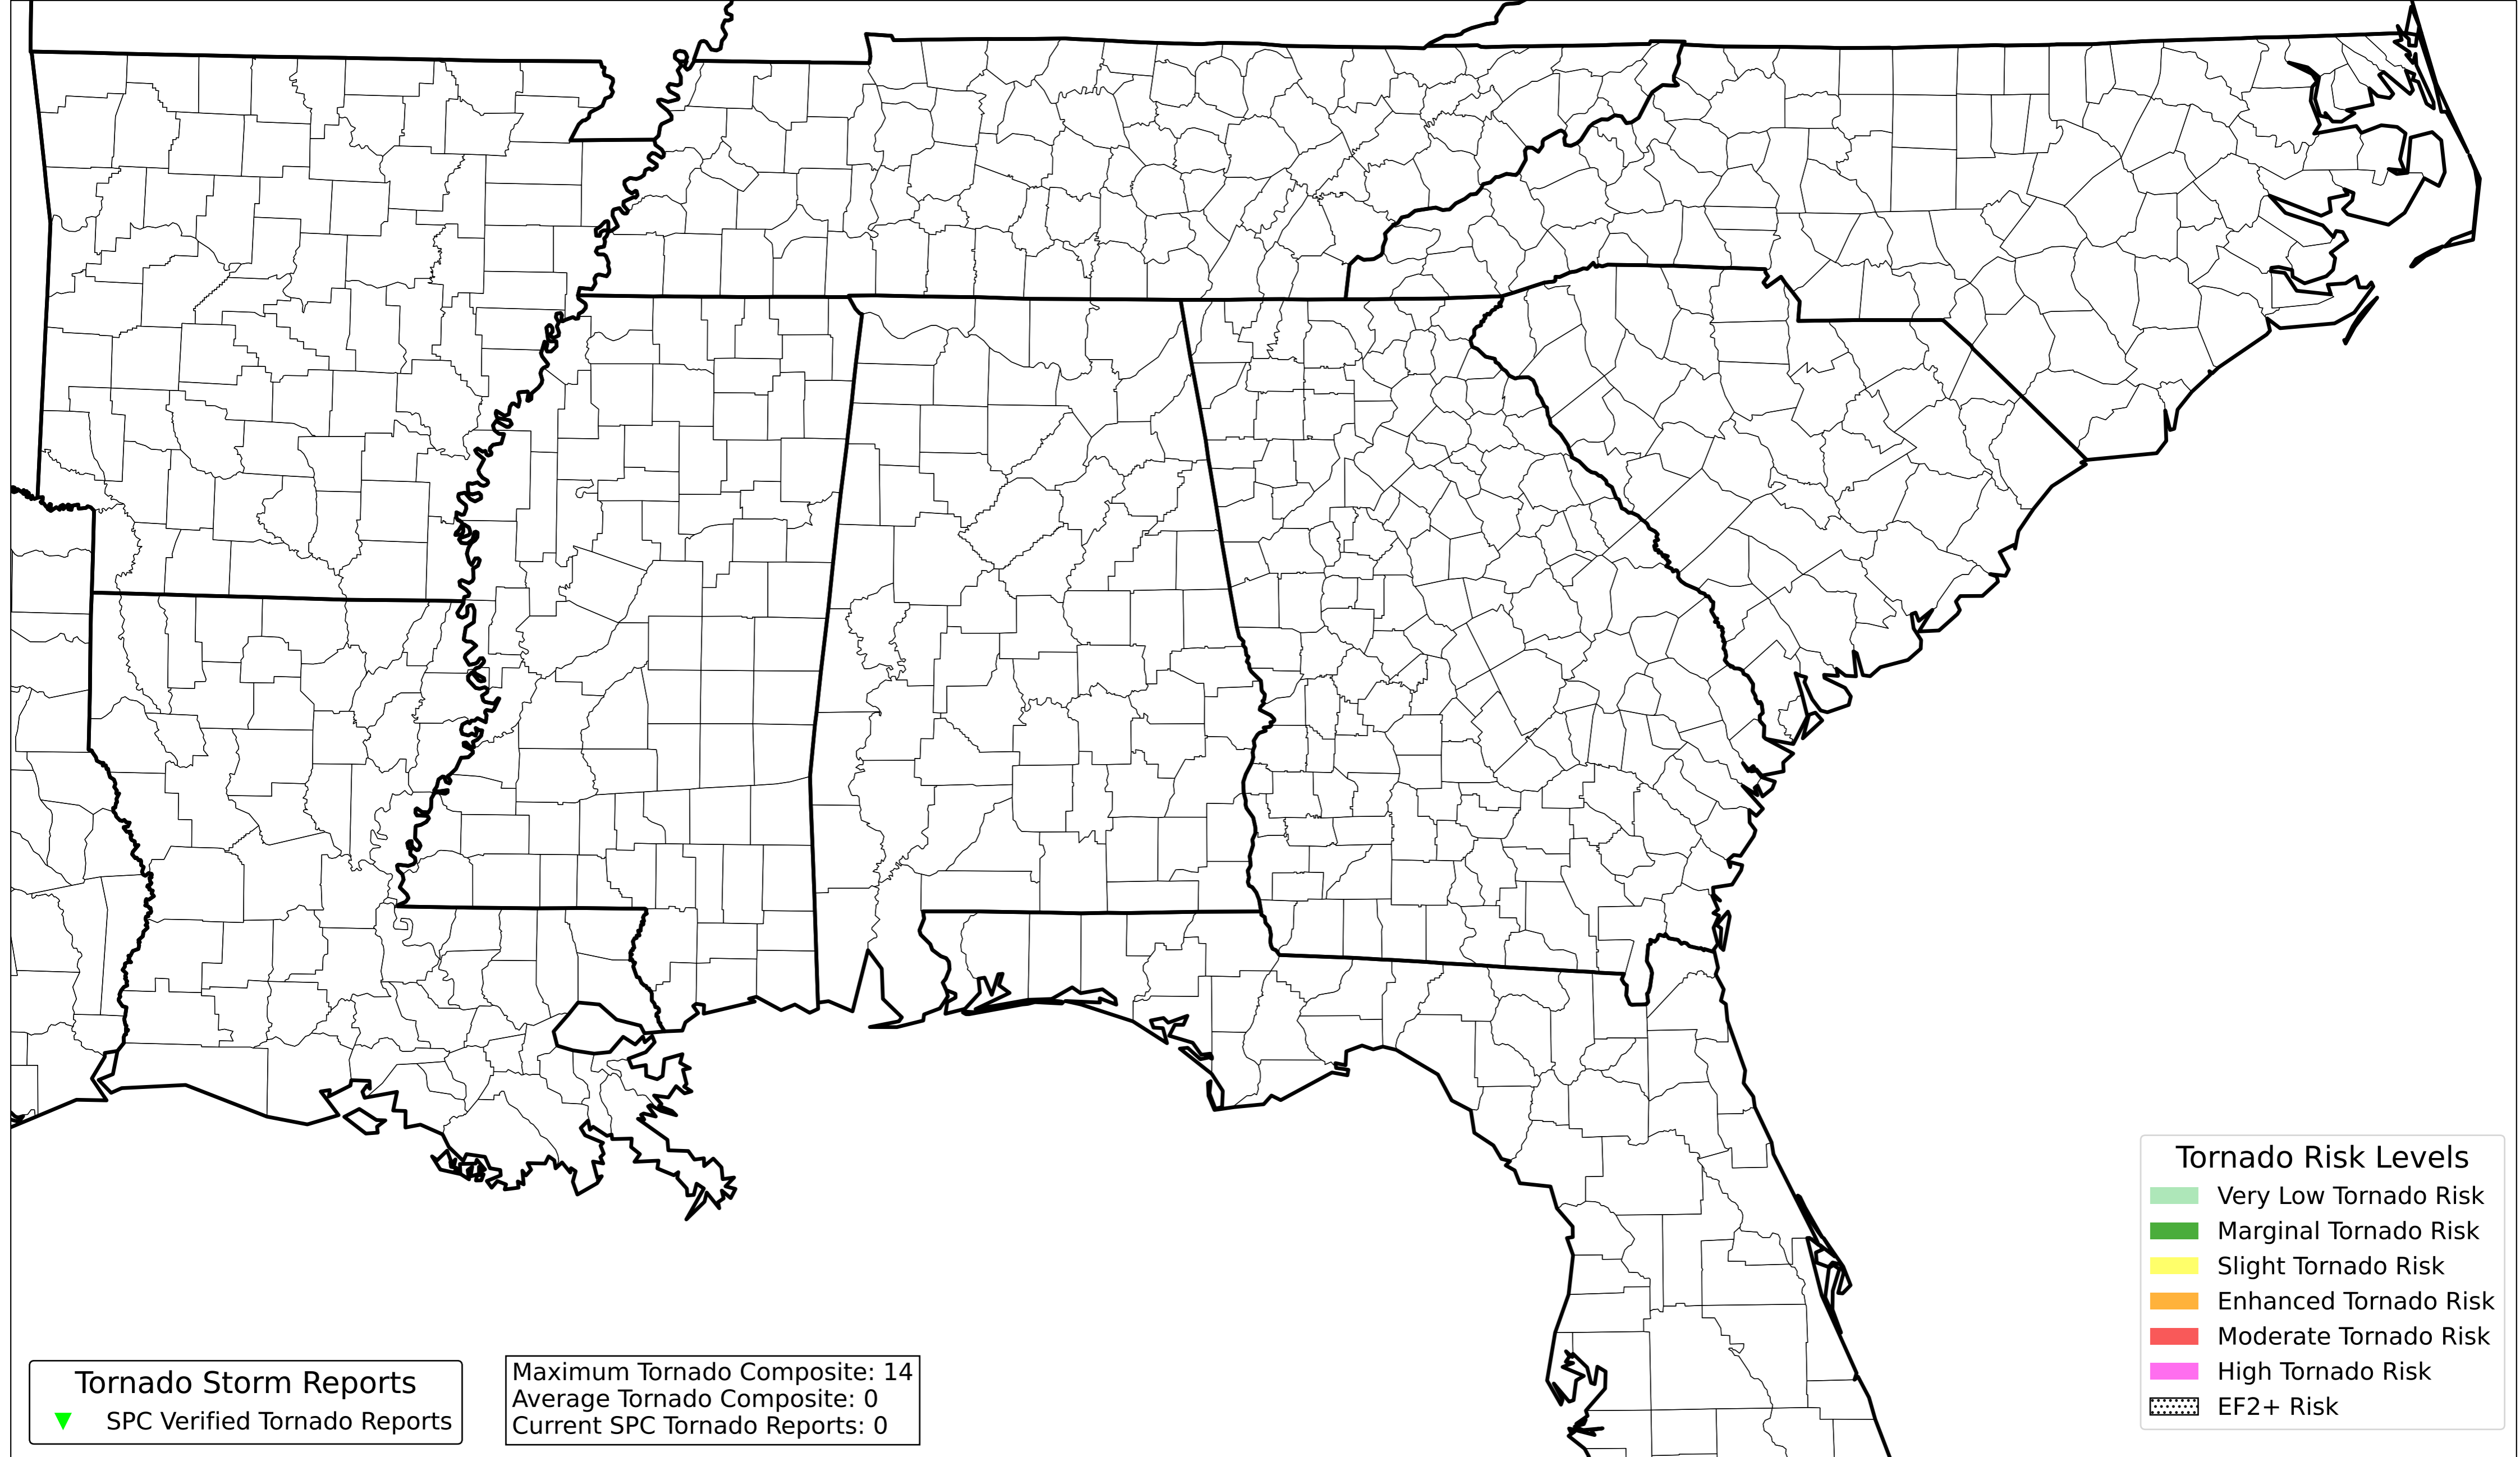 Tornado Risk Levels
Very Low Tornado Risk
Marginal Tornado Risk
Slight Tornado Risk
Enhanced Tornado Risk
Moderate Tornado Risk
High Tornado Risk
EF2+ Risk
Tornado Storm Reports
SPC Verified Tornado Reports
Maximum Tornado Composite: 14
Average Tornado Composite: 0
Current SPC Tornado Reports: 0